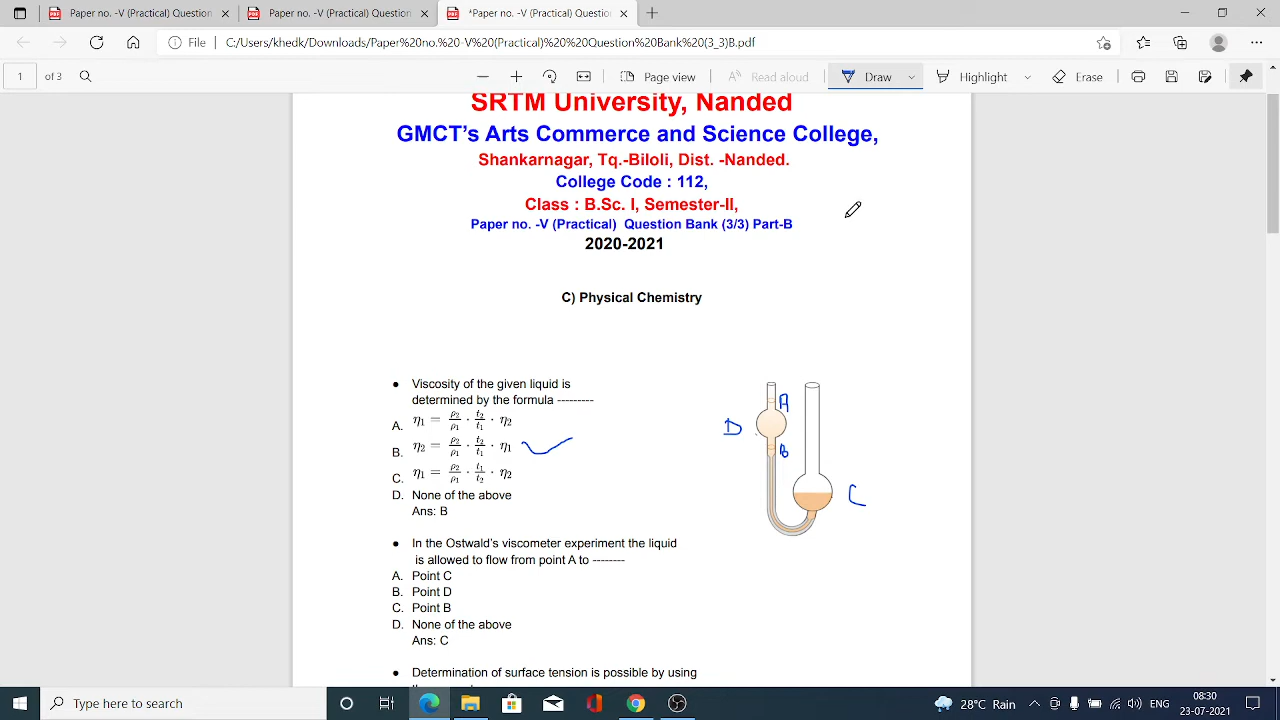 Paper no. -V (Practical) Question
Paper no. -V (Practical) Question
*Paper no. -V (Practical) Question
File
C:/Users/khedk/Downloads/Paper%20no.%20-V%20(Practical)%20%20Question%20Bank%20(3_3)B.pdf
1 of 3
Page view
Read aloud
Draw
Highlight
Erase
SRTM University, Nanded
GMCT's Arts Commerce and Science College,
Shankarnagar, Tq.-Biloli, Dist. -Nanded.
College Code : 112,
Class : B.Sc. I, Semester-II,
Paper no. -V (Practical) Question Bank (3/3) Part-B
2020-2021
C) Physical Chemistry
● Viscosity of the given liquid is
determined by the formula ---------
A. η₁ = ρ₂/ρ₁ · t₂/t₁ · η₂
B. η₂ = ρ₂/ρ₁ · t₂/t₁ · η₁
C. η₁ = ρ₂/ρ₁ · t₁/t₂ · η₂
D. None of the above
Ans: B
A
D
B
C
● In the Ostwald's viscometer experiment the liquid
is allowed to flow from point A to --------
A. Point C
B. Point D
C. Point B
D. None of the above
Ans: C
● Determination of surface tension is possible by using
Type here to search
23°C Rain
ENG
08:30
23-07-2021